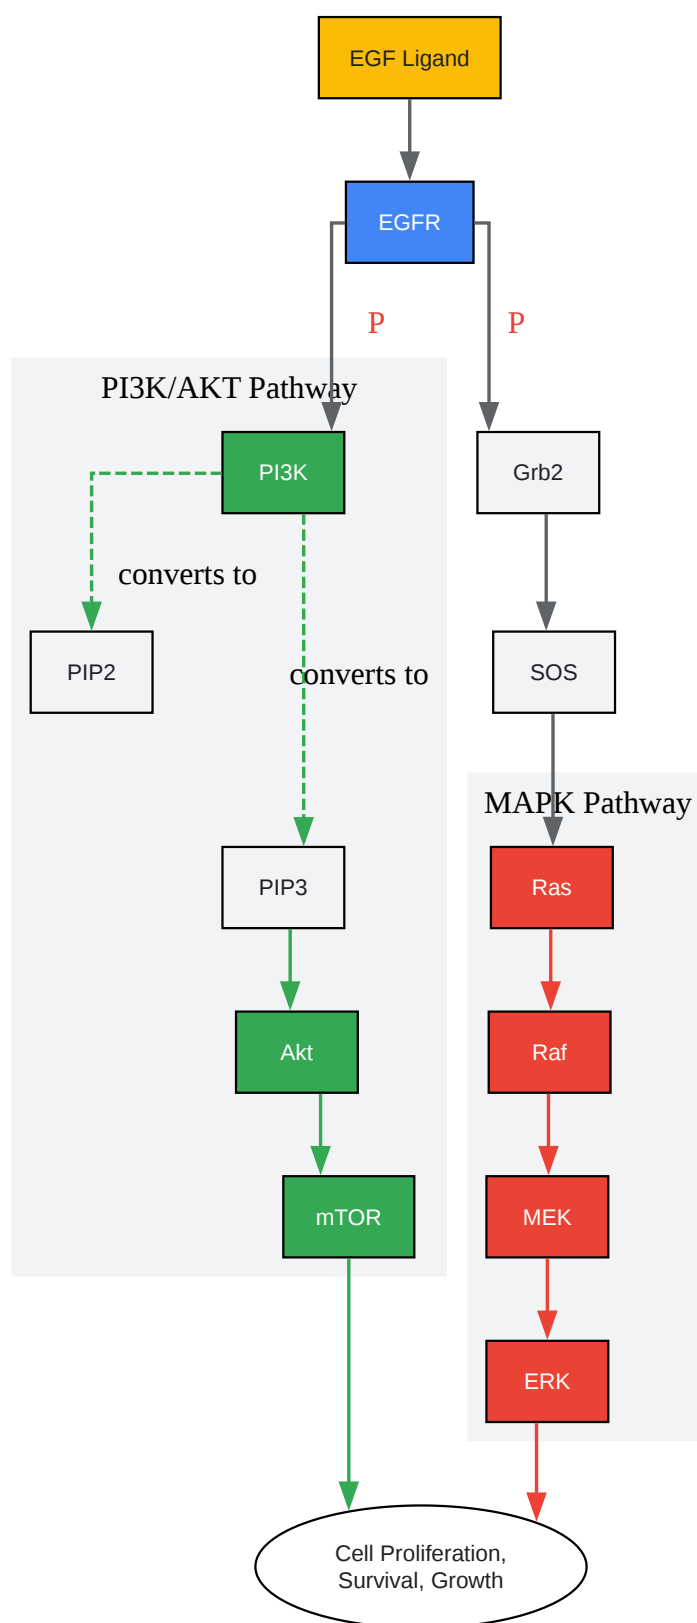 EGF Ligand
EGFR
P
P
PI3K/AKT Pathway
PI3K
Grb2
converts to
PIP2
SOS
converts to
MAPK Pathway
PIP3
Ras
Akt
Raf
mTOR
MEK
ERK
Cell Proliferation,
Survival, Growth